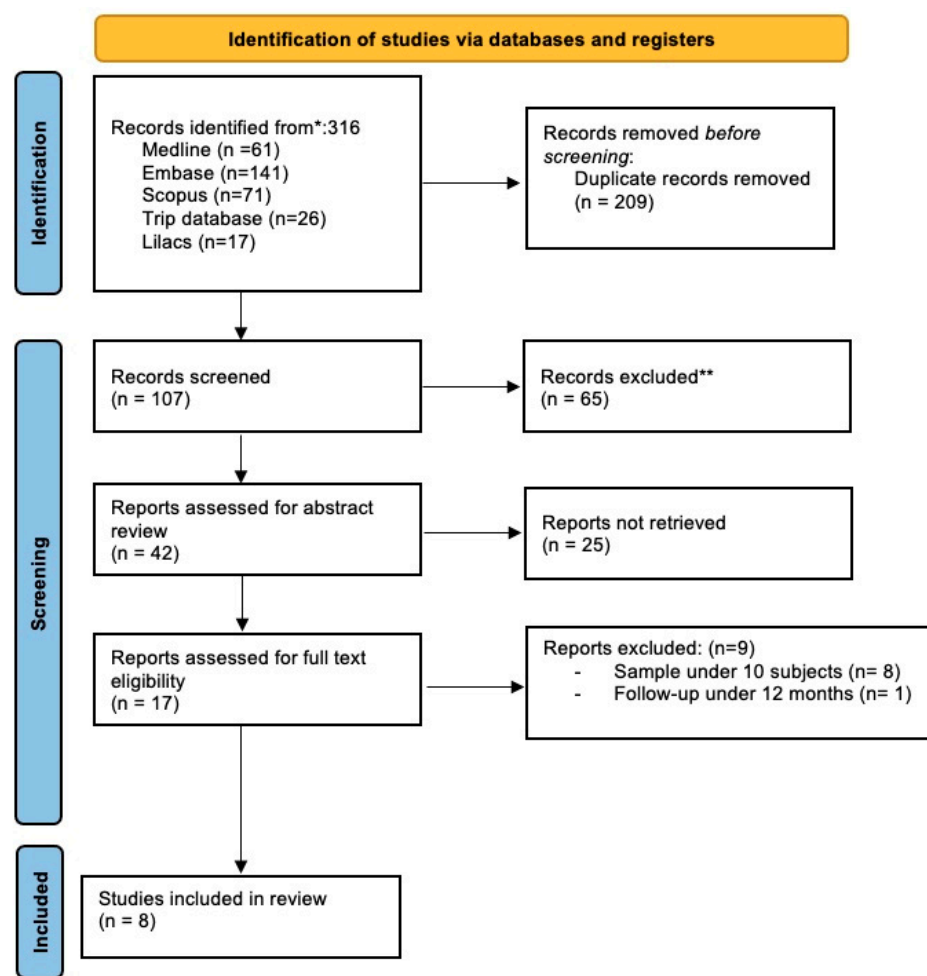 Identification of studies via databases and registers
Identification
Records identified from*:316
Medline (n =61)
Embase (n=141)
Scopus (n=71)
Trip database (n=26)
Lilacs (n=17)
Records removed before
screening:
Duplicate records removed
(n = 209)
Screening
Records screened
(n = 107)
Records excluded**
(n = 65)
Reports assessed for abstract
review
(n = 42)
Reports not retrieved
(n = 25)
Reports assessed for full text
eligibility
(n = 17)
Reports excluded: (n=9)
- Sample under 10 subjects (n= 8)
- Follow-up under 12 months (n= 1)
Included
Studies included in review
(n = 8)